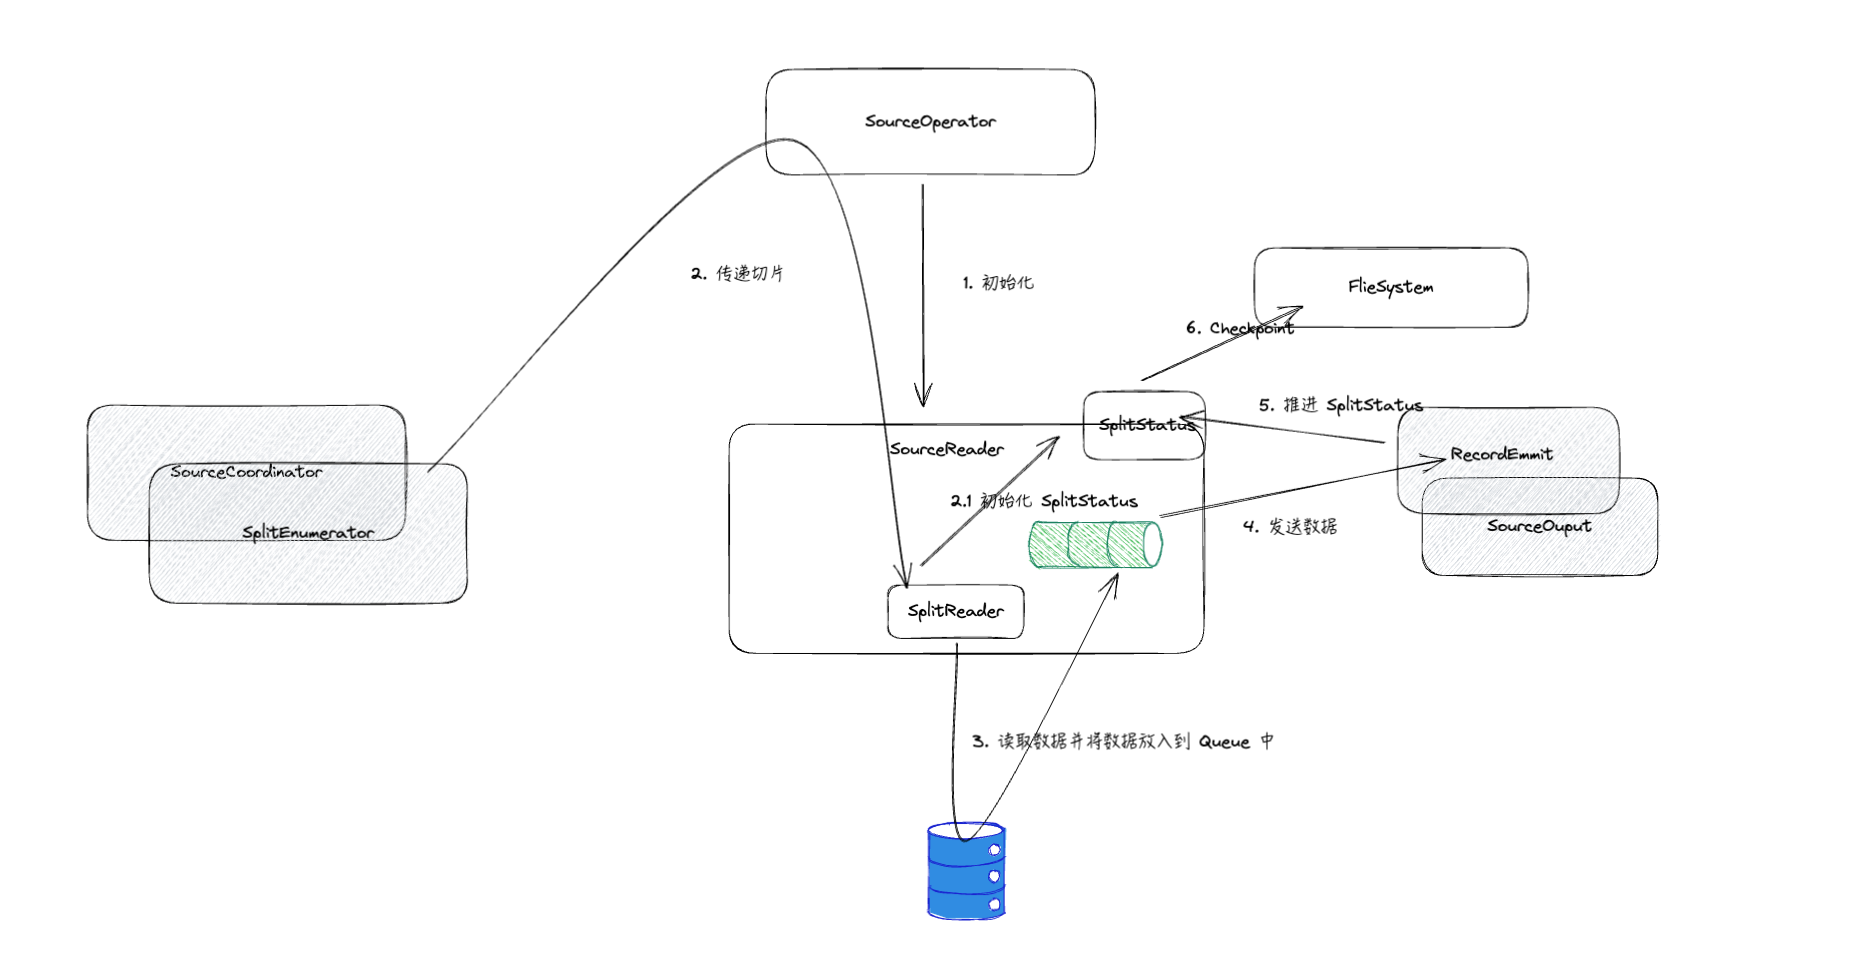 SourceOperator
2. 传递切片
1. 初始化
FlieSystem
6. Checkpoint
5. 推进 SplitStatus
SplitStatus
SourceReader
RecordEmmit
SourceCoordinator
2.1 初始化 SplitStatus
4. 发送数据
SourceOuput
SplitEnumerator
SplitReader
3. 读取数据并将数据放入到 Queue 中